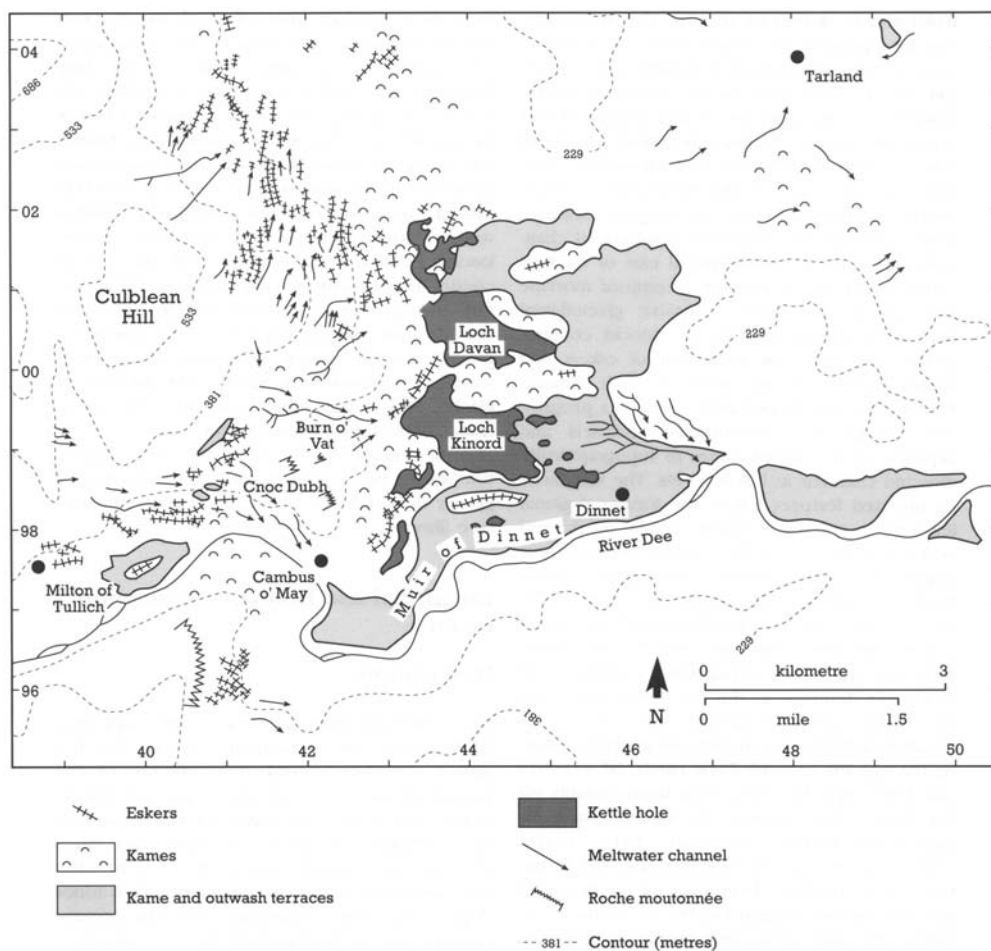 04
02
00
98
96
40
42
44
46
48
50
686
533
533
381
229
229
229
381
Tarland
Culblean
Hill
Loch
Davan
Loch
Kinord
Burn o'
Vat
Cnoc Dubh
Dinnet
Muir of Dinnet
River Dee
Milton of
Tullich
Cambus
o' May
N
0 kilometre 3
0 mile 1.5
Eskers
Kames
Kame and outwash terraces
Kettle hole
Meltwater channel
Roche moutonnée
381 Contour (metres)